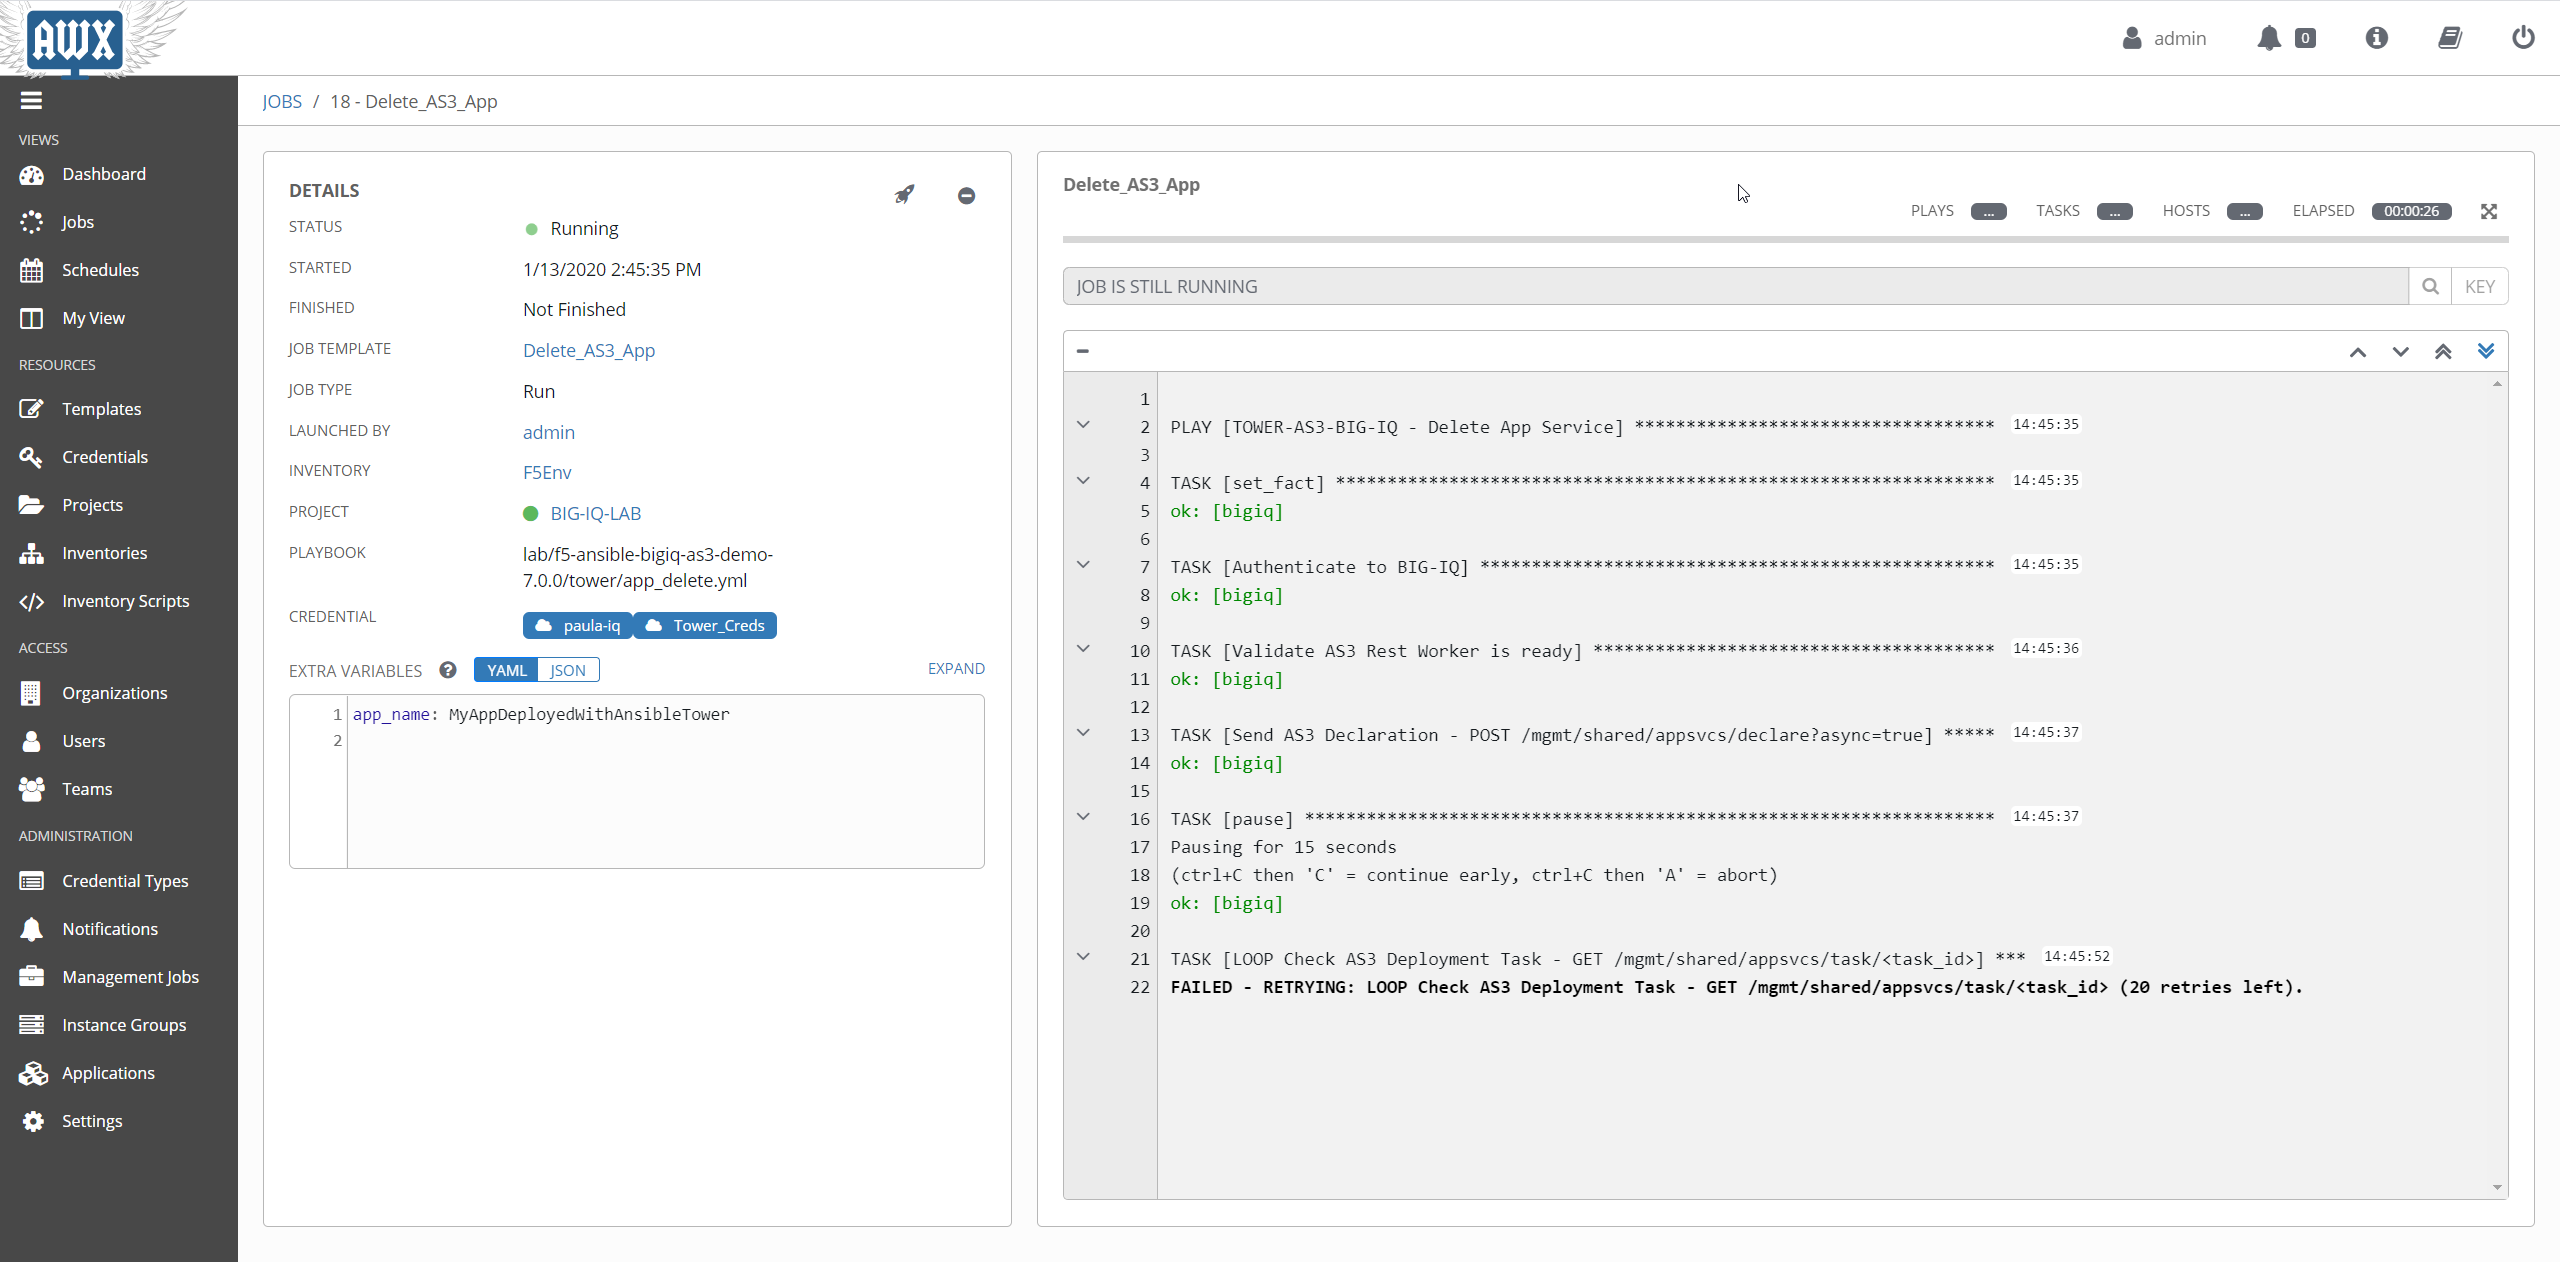 AWX
admin
0
VIEWS
Dashboard
Jobs
Schedules
My View
RESOURCES
Templates
Credentials
Projects
Inventories
Inventory Scripts
ACCESS
Organizations
Users
Teams
ADMINISTRATION
Credential Types
Notifications
Management Jobs
Instance Groups
Applications
Settings
JOBS / 18 - Delete_AS3_App
DETAILS
STATUS Running
STARTED 1/13/2020 2:45:35 PM
FINISHED Not Finished
JOB TEMPLATE Delete_AS3_App
JOB TYPE Run
LAUNCHED BY admin
INVENTORY F5Env
PROJECT BIG-IQ-LAB
PLAYBOOK lab/f5-ansible-bigiq-as3-demo-
7.0.0/tower/app_delete.yml
CREDENTIAL paula-iq Tower_Creds
EXTRA VARIABLES ? YAML JSON EXPAND
1 app_name: MyAppDeployedWithAnsibleTower
2
Delete_AS3_App
PLAYS ... TASKS ... HOSTS ... ELAPSED 00:00:26
JOB IS STILL RUNNING KEY
1
2 PLAY [TOWER-AS3-BIG-IQ - Delete App Service] *********************************** 14:45:35
3
4 TASK [set_fact] **************************************************************** 14:45:35
5 ok: [bigiq]
6
7 TASK [Authenticate to BIG-IQ] ************************************************** 14:45:35
8 ok: [bigiq]
9
10 TASK [Validate AS3 Rest Worker is ready] *************************************** 14:45:36
11 ok: [bigiq]
12
13 TASK [Send AS3 Declaration - POST /mgmt/shared/appsvcs/declare?async=true] ***** 14:45:37
14 ok: [bigiq]
15
16 TASK [pause] ******************************************************************* 14:45:37
17 Pausing for 15 seconds
18 (ctrl+C then 'C' = continue early, ctrl+C then 'A' = abort)
19 ok: [bigiq]
20
21 TASK [LOOP Check AS3 Deployment Task - GET /mgmt/shared/appsvcs/task/<task_id>] *** 14:45:52
22 FAILED - RETRYING: LOOP Check AS3 Deployment Task - GET /mgmt/shared/appsvcs/task/<task_id> (20 retries left).